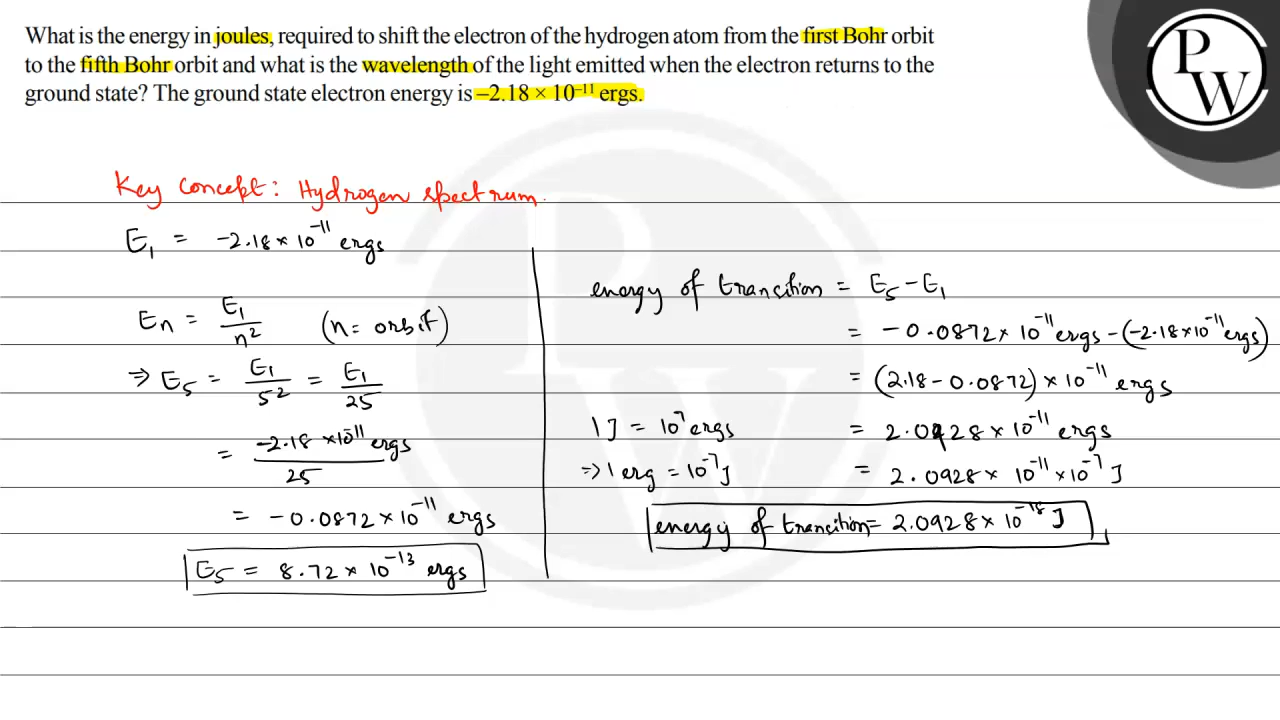 What is the energy in joules, required to shift the electron of the hydrogen atom from the first Bohr orbit
to the fifth Bohr orbit and what is the wavelength of the light emitted when the electron returns to the
ground state? The ground state electron energy is –2.18 × 10⁻¹¹ ergs.
PW
Key concept: Hydrogen spectrum.
E₁ = -2.18 × 10⁻¹¹ ergs
Eₙ = E₁/n² (n = orbit)
⇒ E₅ = E₁/5² = E₁/25
= -2.18 × 10⁻¹¹ ergs/25
= -0.0872 × 10⁻¹¹ ergs
E₅ = 8.72 × 10⁻¹³ ergs
energy of transition = E₅ - E₁
= -0.0872 × 10⁻¹¹ ergs - (-2.18 × 10⁻¹¹ ergs)
= (2.18 - 0.0872) × 10⁻¹¹ ergs
1 J = 10⁷ ergs = 2.0928 × 10⁻¹¹ ergs
⇒ 1 erg = 10⁻⁷ J = 2.0928 × 10⁻¹¹ × 10⁻⁷ J
energy of transition = 2.0928 × 10⁻¹⁸ J